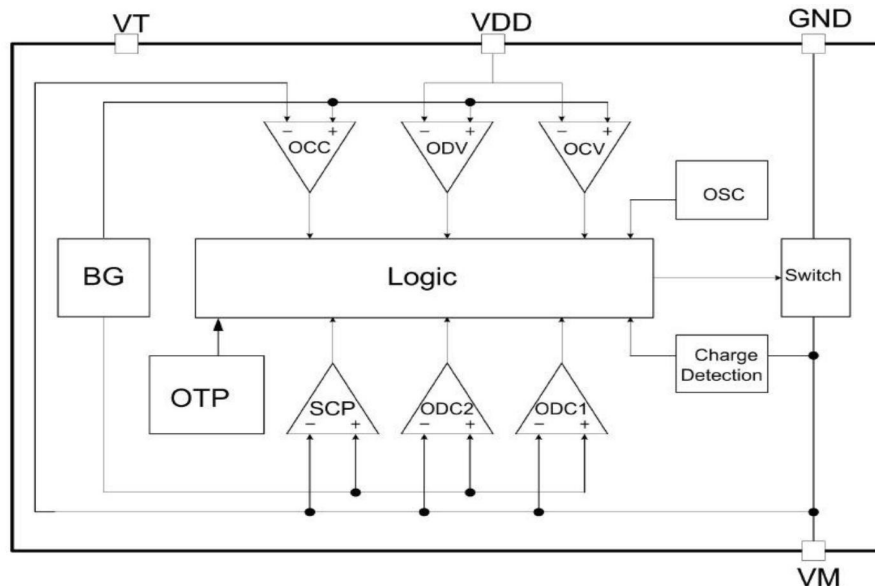 VT VDD GND
− + − + − +
OCC ODV OCV
OSC
BG Logic Switch
Charge
Detection
OTP
SCP ODC2 ODC1
− + − + − +
VM